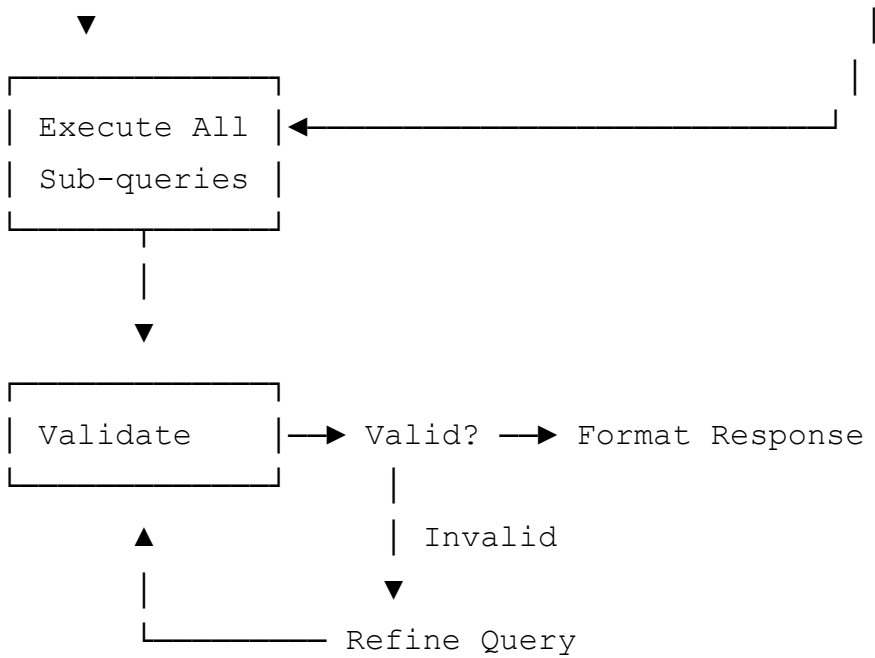 Execute All
Sub-queries
Validate Valid? Format Response
Invalid
Refine Query